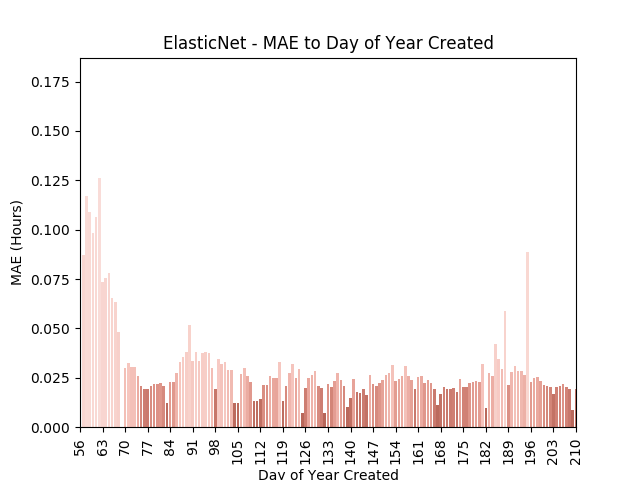 ElasticNet - MAE to Day of Year Created
0.175
0.150
0.125
0.100
0.075
0.050
0.025
0.000
MAE (Hours)
56 63 70 77 84 91 98 105 112 119 126 133 140 147 154 161 168 175 182 189 196 203 210
Day of Year Created